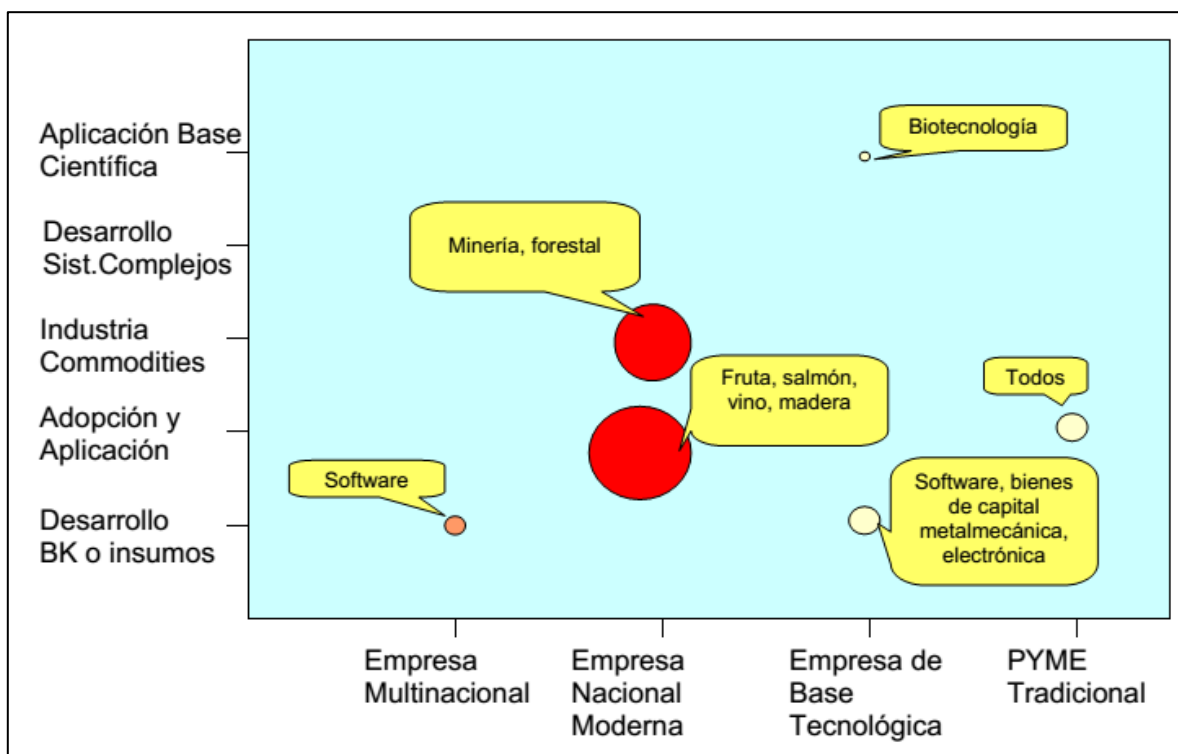 Aplicación Base
Científica
Biotecnología
Desarrollo
Sist.Complejos
Minería, forestal
Industria
Commodities
Fruta, salmón,
vino, madera
Todos
Adopción y
Aplicación
Software
Software, bienes
de capital
metalmecánica,
electrónica
Desarrollo
BK o insumos
Empresa
Multinacional
Empresa
Nacional
Moderna
Empresa de
Base
Tecnológica
PYME
Tradicional